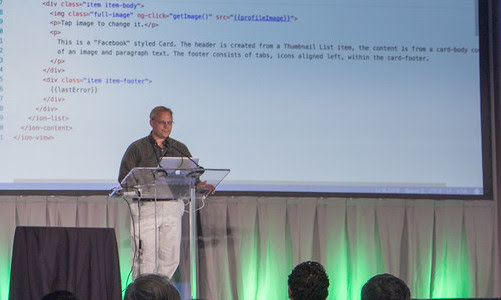 <div class="item item-body">
<img class="full-image" ng-click="getImage()" src="{{profileImage}}">
<p>Tap image to change it.</p>
<p>
This is a "Facebook" styled Card. The header is created from a Thumbnail List item, the content is from a card-body co
of an image and paragraph text. The footer consists of tabs, icons aligned left, within the card-footer.
</p>
</div>
<div class="item item-footer">
{{lastError}}
</div>
</div>
</ion-list>
</ion-content>
</ion-view>